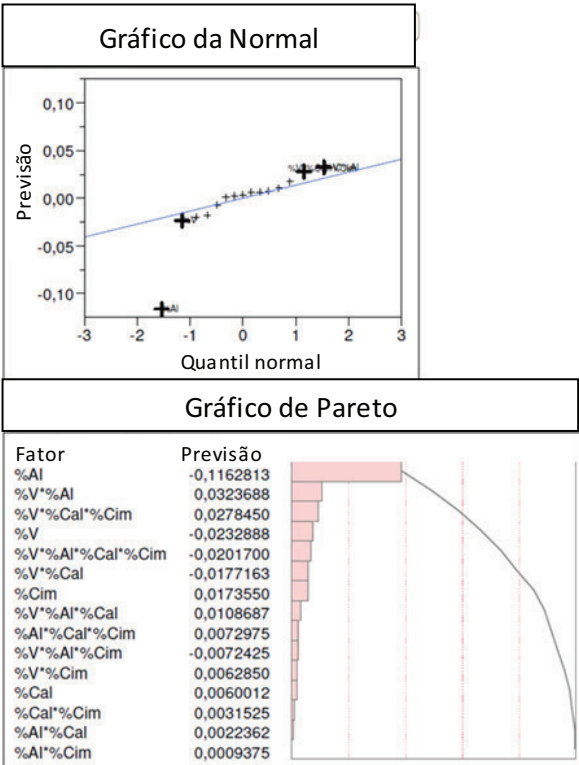 Gráfico da Normal
Previsão
0,10
0,05
0,00
-0,05
-0,10
-3 -2 -1 0 1 2 3
Quantil normal
Gráfico de Pareto
Fator Previsão
%Al -0,1162813
%V*%Al 0,0323688
%V*%Cal*%Cim 0,0278450
%V -0,0232888
%V*%Al*%Cal*%Cim -0,0201700
%V*%Cal -0,0177163
%Cim 0,0173550
%V*%Al*%Cal 0,0108687
%Al*%Cal*%Cim 0,0072975
%V*%Al*%Cim -0,0072425
%V*%Cim 0,0062850
%Cal 0,0060012
%Cal*%Cim 0,0031525
%Al*%Cal 0,0022362
%Al*%Cim 0,0009375